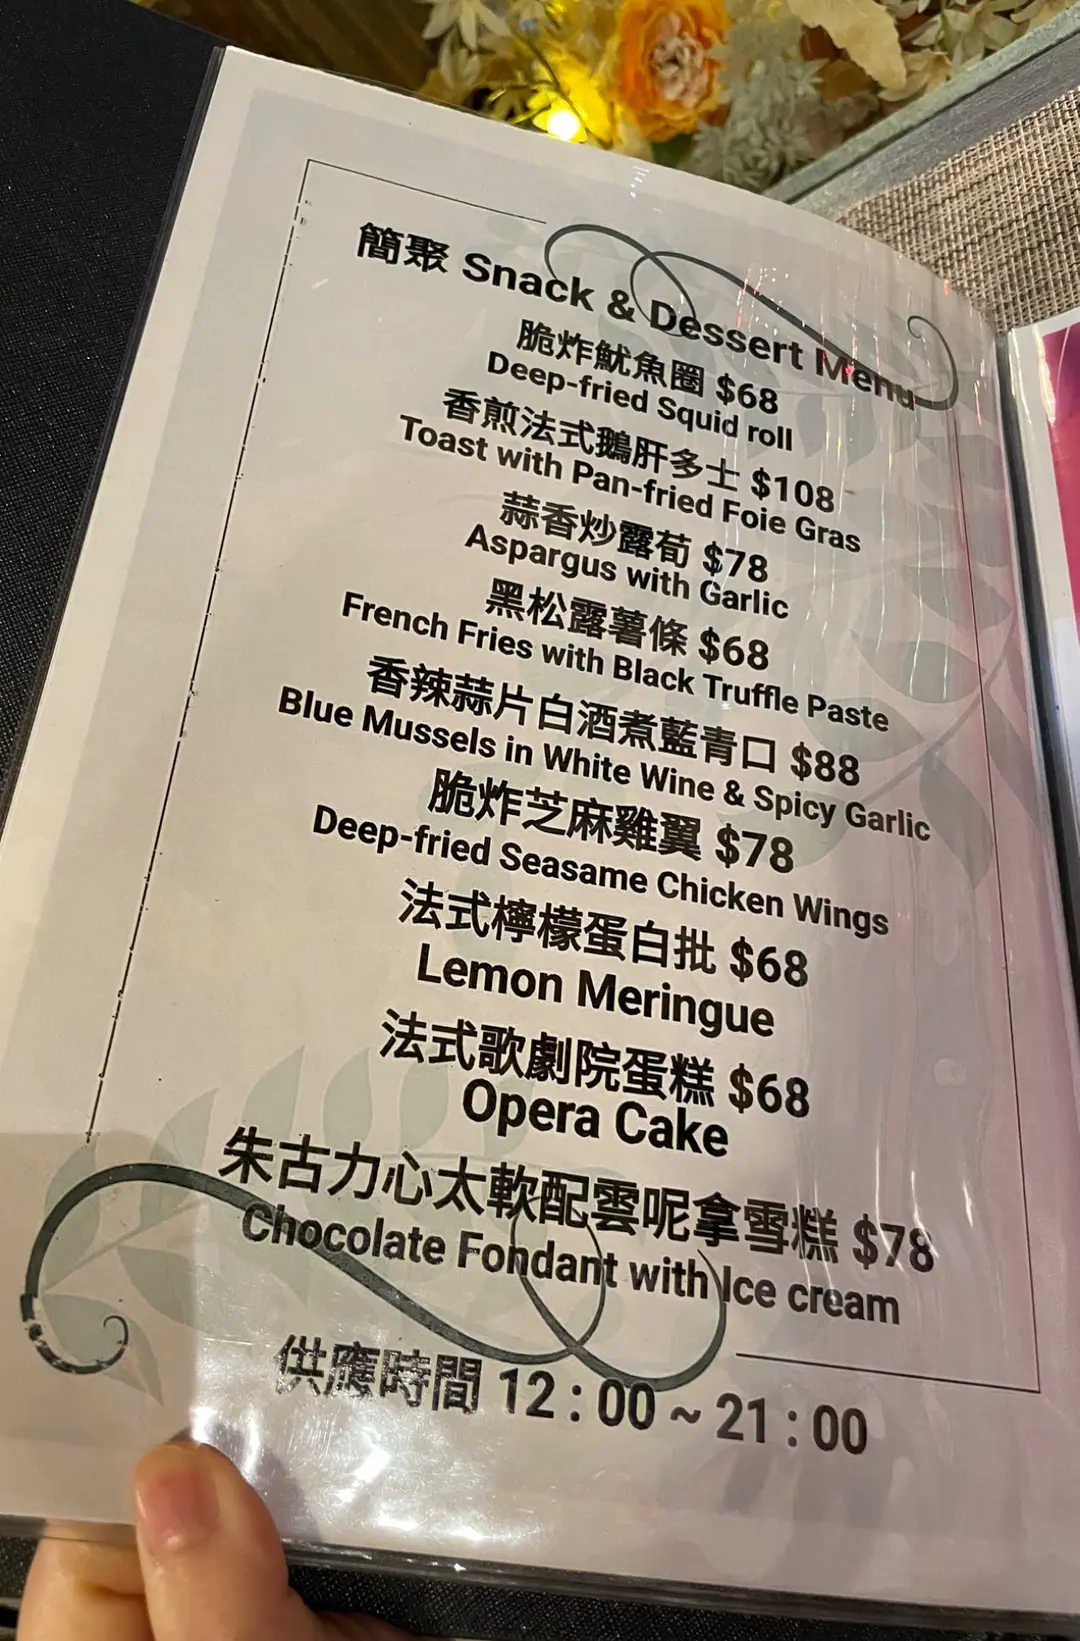 簡聚 Snack & Dessert Menu
脆炸魷魚圈 $68
Deep-fried Squid roll
香煎法式鵝肝多士 $108
Toast with Pan-fried Foie Gras
蒜香炒露荀 $78
Aspargus with Garlic
黑松露薯條 $68
French Fries with Black Truffle Paste
香辣蒜片白酒煮藍青口 $88
Blue Mussels in White Wine & Spicy Garlic
脆炸芝麻雞翼 $78
Deep-fried Seasame Chicken Wings
法式檸檬蛋白批 $68
Lemon Meringue
法式歌劇院蛋糕 $68
Opera Cake
朱古力心太軟配雲呢拿雪糕 $78
Chocolate Fondant with Ice cream
供應時間 12 : 00 ~ 21 : 00